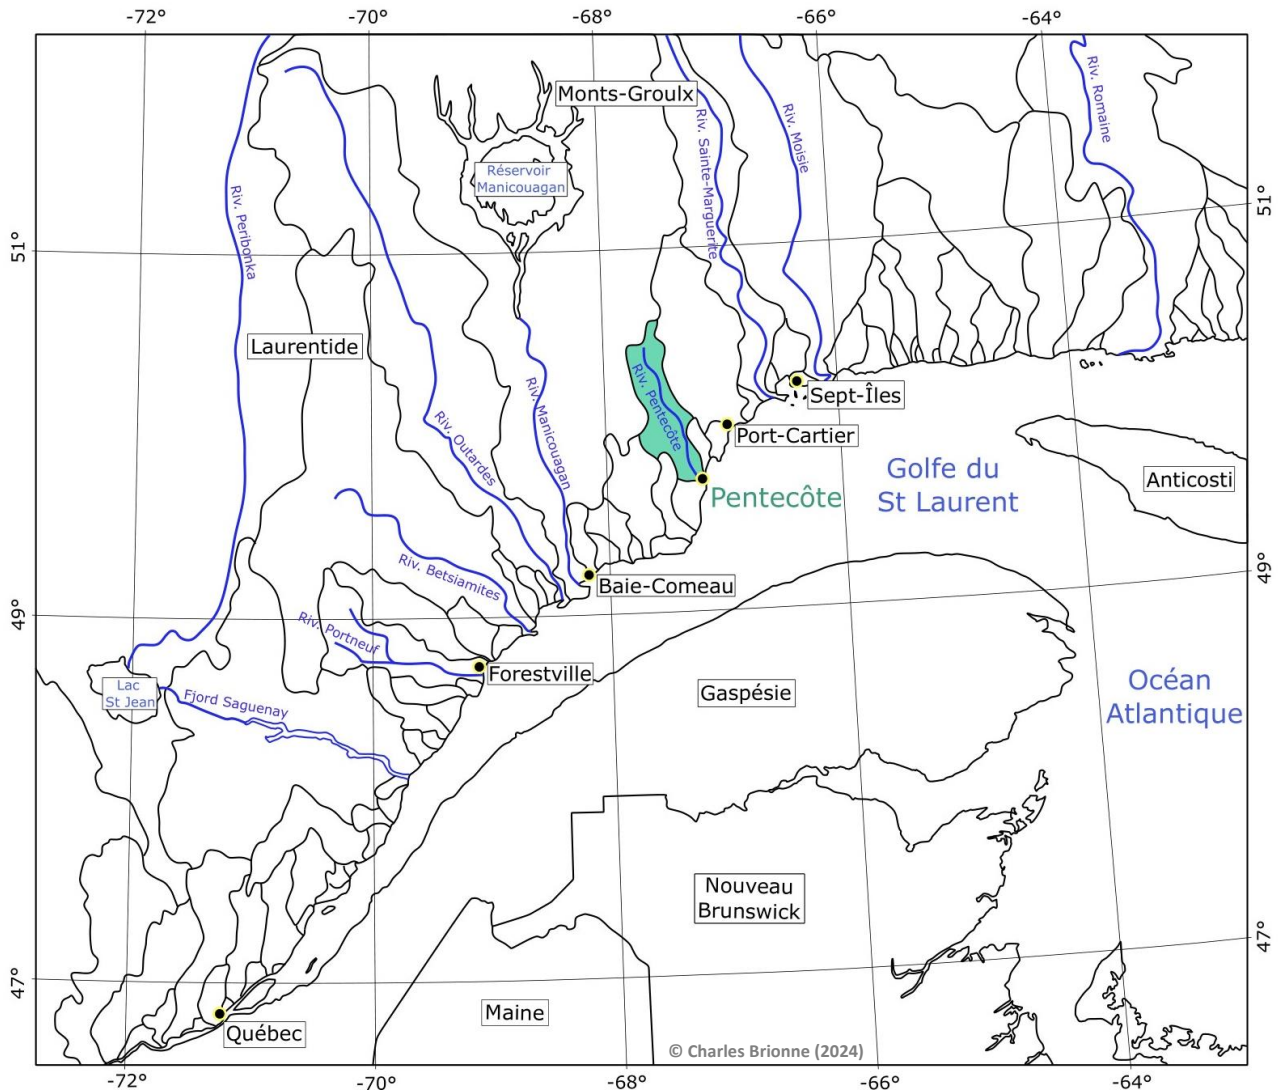 -72°
-70°
-68°
-66°
-64°
Monts-Groulx
Riv. Romaine
Riv. Sainte-Marguerite
Riv. Moisie
Réservoir
Manicouagan
Riv. Peribonka
51°
51°
Laurentide
Riv. Pentecôte
Riv. Manicouagan
Sept-Îles
Riv. Outardes
Port-Cartier
Golfe du
St Laurent
Anticosti
Pentecôte
Riv. Betsiamites
Baie-Comeau
49°
49°
Riv. Portneuf
Forestville
Lac
St Jean
Fjord Saguenay
Gaspésie
Océan
Atlantique
Nouveau
Brunswick
47°
47°
Maine
Québec
© Charles Brionne (2024)
-72°
-70°
-68°
-66°
-64°